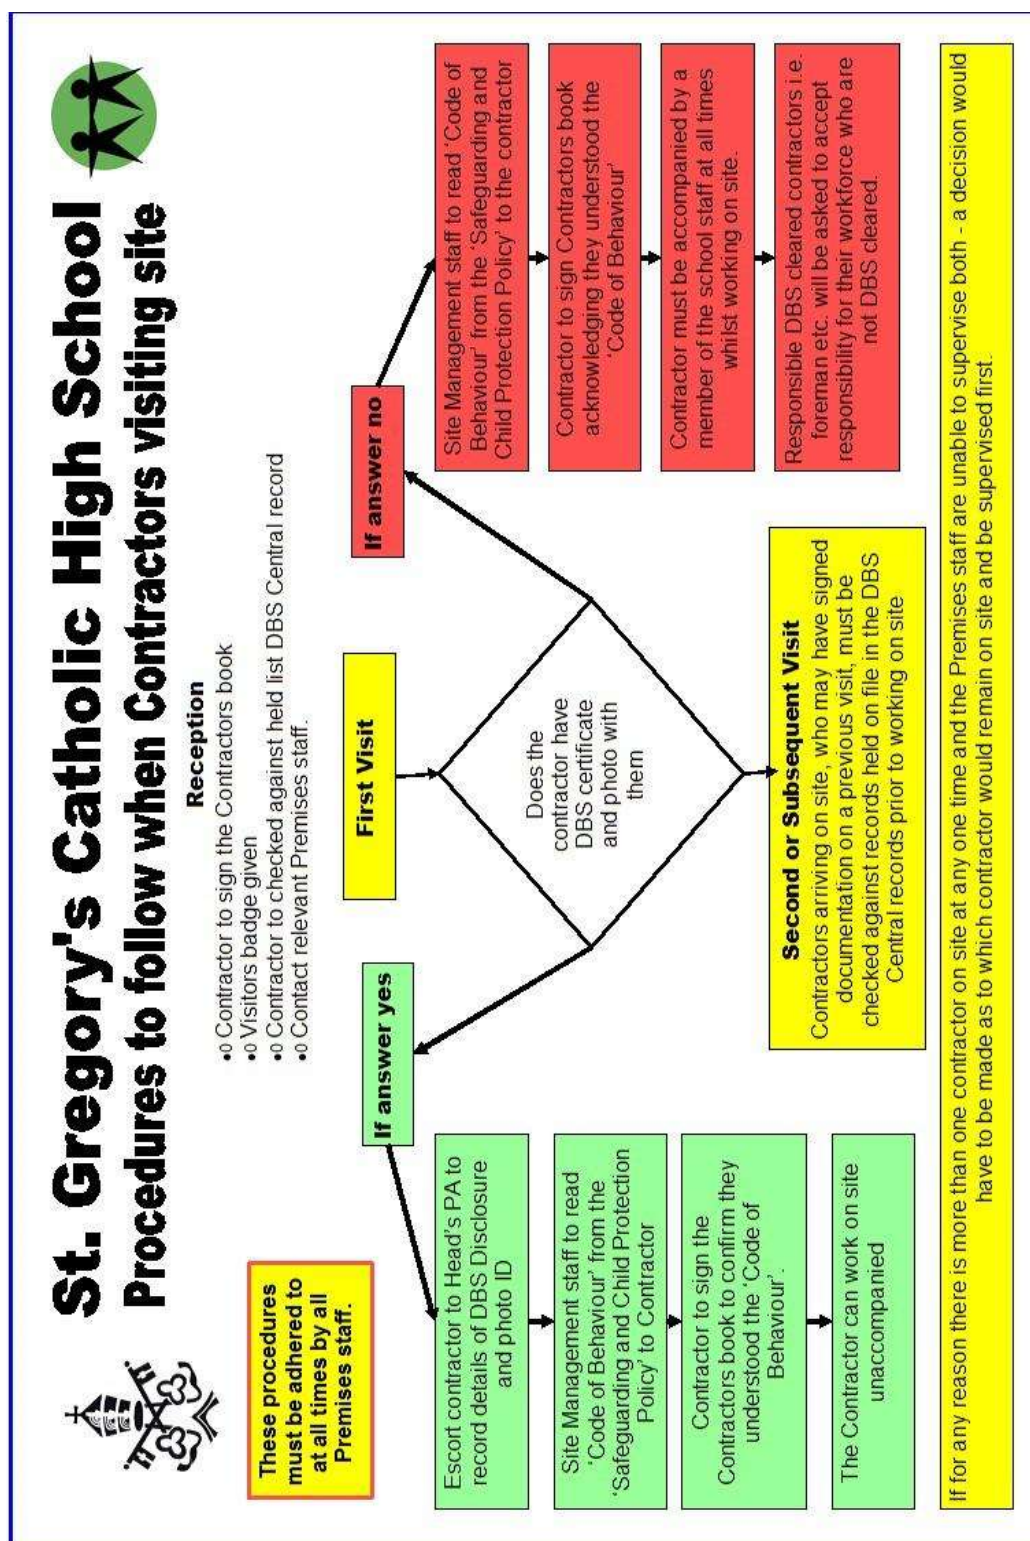 St. Gregory's Catholic High School
Procedures to follow when Contractors visiting site
These procedures
must be adhered to
at all times by all
Premises staff.
Reception
•0 Contractor to sign the Contractors book
•0 Visitors badge given
•0 Contractor to checked against held list DBS Central record
•0 Contact relevant Premises staff.
First Visit
Does the
contractor have
DBS certificate
and photo with
them
If answer yes
Escort contractor to Head's PA to
record details of DBS Disclosure
and photo ID
Site Management staff to read
'Code of Behaviour' from the
'Safeguarding and Child Protection
Policy' to Contractor
Contractor to sign the
Contractors book to confirm they
understood the 'Code of
Behaviour'.
The Contractor can work on site
unaccompanied
If answer no
Site Management staff to read 'Code of
Behaviour' from the 'Safeguarding and
Child Protection Policy' to the contractor
Contractor to sign Contractors book
acknowledging they understood the
'Code of Behaviour'
Contractor must be accompanied by a
member of the school staff at all times
whilst working on site.
Responsible DBS cleared contractors i.e.
foreman etc. will be asked to accept
responsibility for their workforce who are
not DBS cleared.
Second or Subsequent Visit
Contractors arriving on site, who may have signed
documentation on a previous visit, must be
checked against records held on file in the DBS
Central records prior to working on site
If for any reason there is more than one contractor on site at any one time and the Premises staff are unable to supervise both - a decision would
have to be made as to which contractor would remain on site and be supervised first.